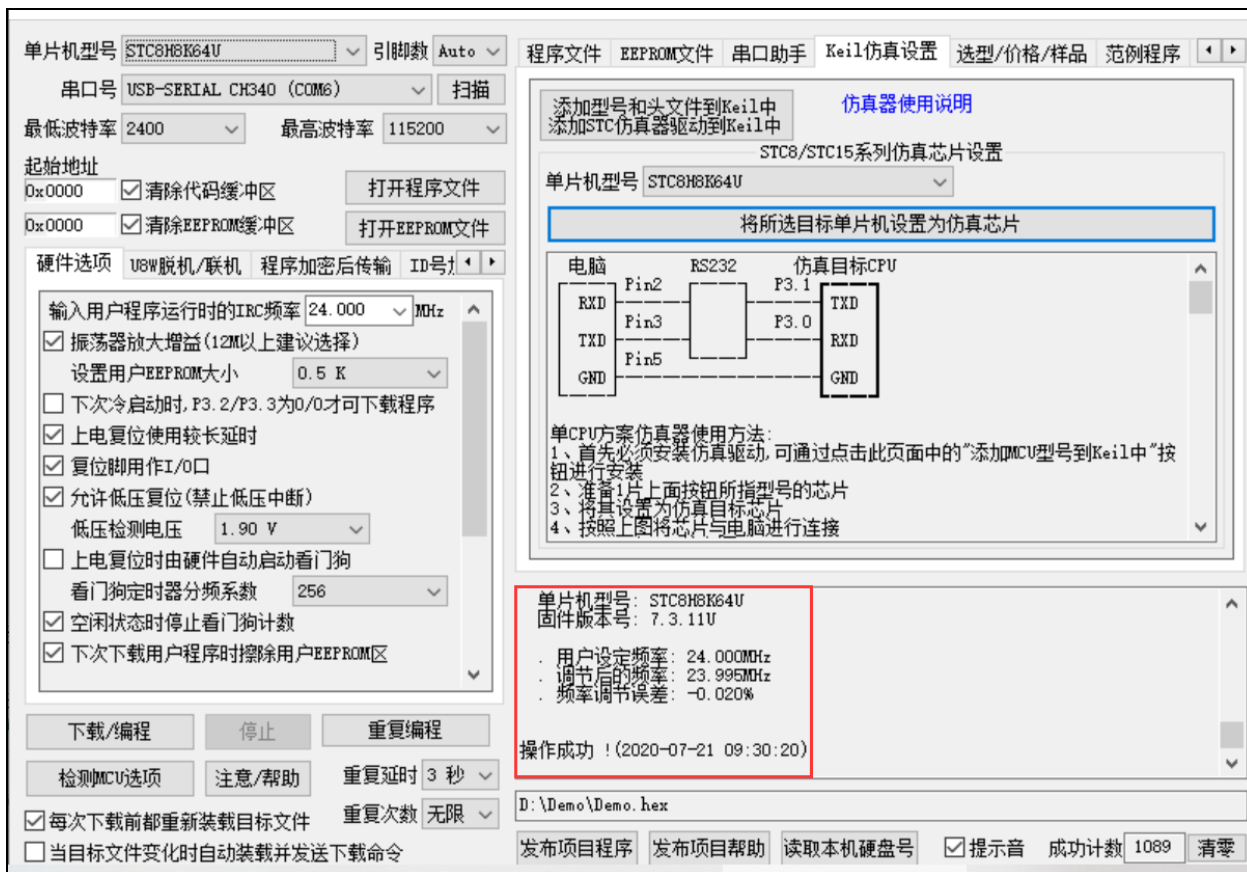 单片机型号 STC8H8K64U 引脚数 Auto
串口号 USB-SERIAL CH340 (COM6) 扫描
最低波特率 2400 最高波特率 115200
起始地址
0x0000 清除代码缓冲区 打开程序文件
0x0000 清除EEPROM缓冲区 打开EEPROM文件
硬件选项 U8W脱机/联机 程序加密后传输 ID号
输入用户程序运行时的IRC频率 24.000 MHz
振荡器放大增益(12M以上建议选择)
设置用户EEPROM大小 0.5 K
下次冷启动时,P3.2/P3.3为0/0才可下载程序
上电复位使用较长延时
复位脚用作I/O口
允许低压复位(禁止低压中断)
低压检测电压 1.90 V
上电复位时由硬件自动启动看门狗
看门狗定时器分频系数 256
空闲状态时停止看门狗计数
下次下载用户程序时擦除用户EEPROM区
下载/编程 停止 重复编程
检测MCU选项 注意/帮助 重复延时 3 秒
重复次数 无限
每次下载前都重新装载目标文件
当目标文件变化时自动装载并发送下载命令
程序文件 EEPROM文件 串口助手 Keil仿真设置 选型/价格/样品 范例程序
添加型号和头文件到Keil中
添加STC仿真器驱动到Keil中
仿真器使用说明
STC8/STC15系列仿真芯片设置
单片机型号 STC8H8K64U
将所选目标单片机设置为仿真芯片
电脑 RS232 仿真目标CPU
RXD Pin2 P3.1 TXD
TXD Pin3 P3.0 RXD
GND Pin5 GND
单CPU方案仿真器使用方法:
1、首先必须安装仿真驱动,可通过点击此页面中的"添加MCU型号到Keil中"按
钮进行安装
2、准备1片上面按钮所指型号的芯片
3、将其设置为仿真目标芯片
4、按照上图将芯片与电脑进行连接
单片机型号: STC8H8K64U
固件版本号: 7.3.11U
. 用户设定频率: 24.000MHz
. 调节后的频率: 23.995MHz
. 频率调节误差: -0.020%
操作成功 !(2020-07-21 09:30:20)
D:\Demo\Demo.hex
发布项目程序 发布项目帮助 读取本机硬盘号 提示音 成功计数 1089 清零